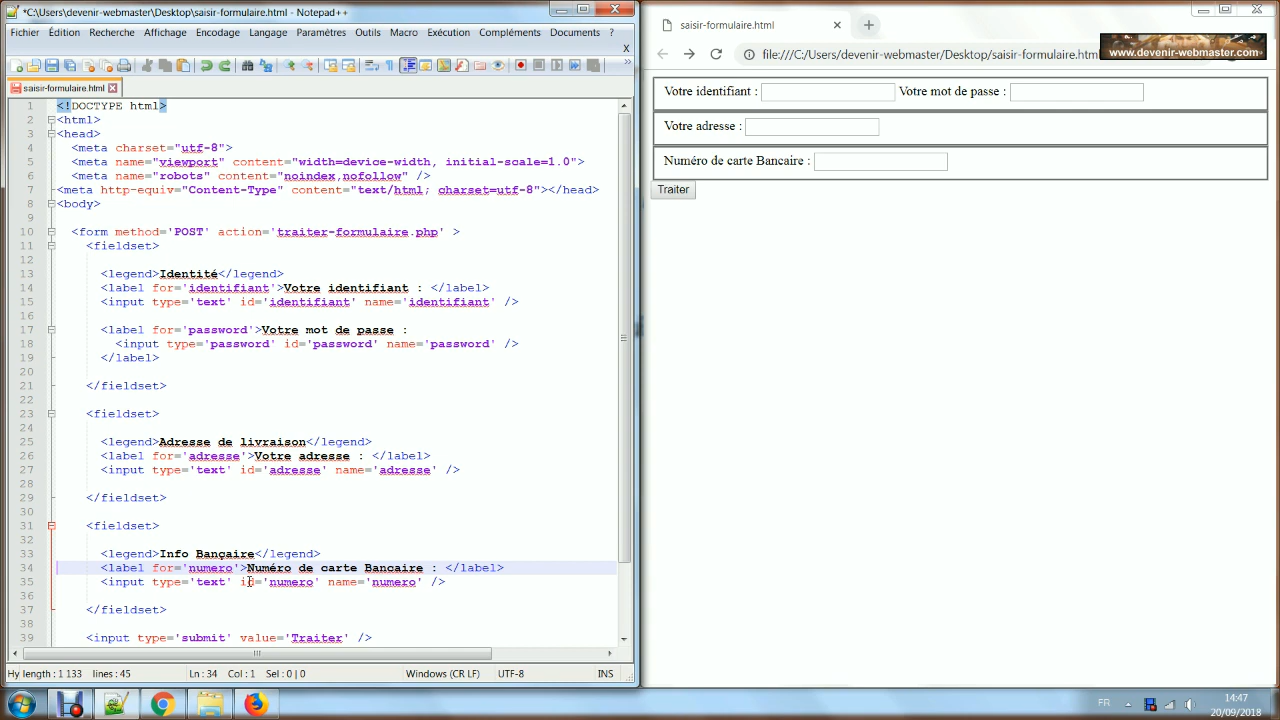 *C:\Users\devenir-webmaster\Desktop\saisir-formulaire.html - Notepad++
Fichier Édition Recherche Affichage Encodage Langage Paramètres Outils Macro Exécution Compléments Documents ?
X
saisir-formulaire.html
1 <!DOCTYPE html>
2 <html>
3 <head>
4 <meta charset="utf-8">
5 <meta name="viewport" content="width=device-width, initial-scale=1.0">
6 <meta name="robots" content="noindex,nofollow" />
7 <meta http-equiv="Content-Type" content="text/html; charset=utf-8"></head>
8 <body>
9
10 <form method='POST' action='traiter-formulaire.php' >
11 <fieldset>
12
13 <legend>Identité</legend>
14 <label for='identifiant'>Votre identifiant : </label>
15 <input type='text' id='identifiant' name='identifiant' />
16
17 <label for='password'>Votre mot de passe :
18 <input type='password' id='password' name='password' />
19 </label>
20
21 </fieldset>
22
23 <fieldset>
24
25 <legend>Adresse de livraison</legend>
26 <label for='adresse'>Votre adresse : </label>
27 <input type='text' id='adresse' name='adresse' />
28
29 </fieldset>
30
31 <fieldset>
32
33 <legend>Info Bançaire</legend>
34 <label for='numero'>Numéro de carte Bancaire : </label>
35 <input type='text' id='numero' name='numero' />
36
37 </fieldset>
38
39 <input type='submit' value='Traiter' />
Hy length : 1 133 lines : 45 Ln : 34 Col : 1 Sel : 0 | 0 Windows (CR LF) UTF-8 INS
saisir-formulaire.html
file:///C:/Users/devenir-webmaster/Desktop/saisir-formulaire.html
www.devenir-webmaster.com
Votre identifiant : Votre mot de passe :
Votre adresse :
Numéro de carte Bancaire :
Traiter
FR
14:47
20/09/2018